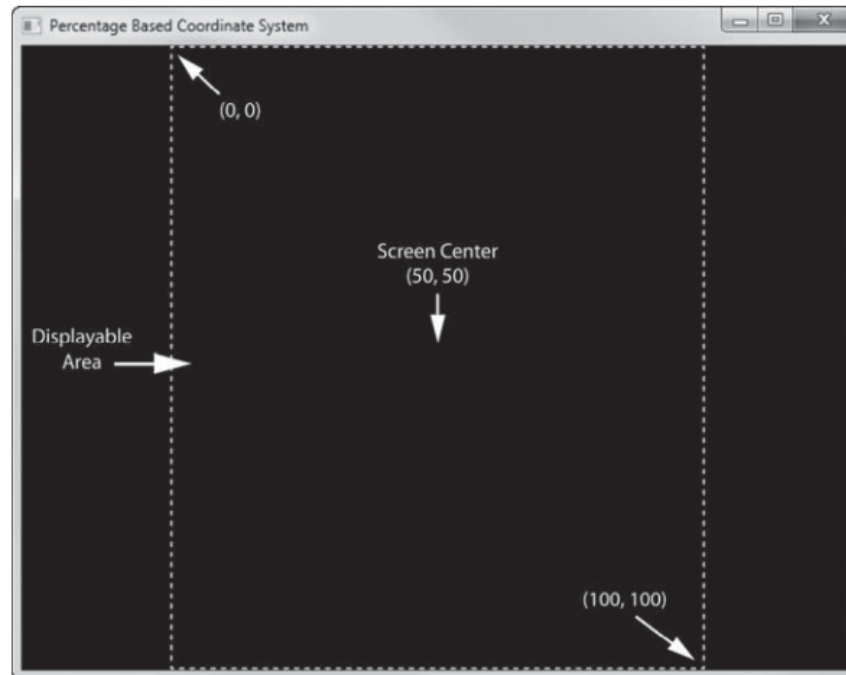 Percentage Based Coordinate System
(0, 0)
Screen Center
(50, 50)
Displayable
Area
(100, 100)